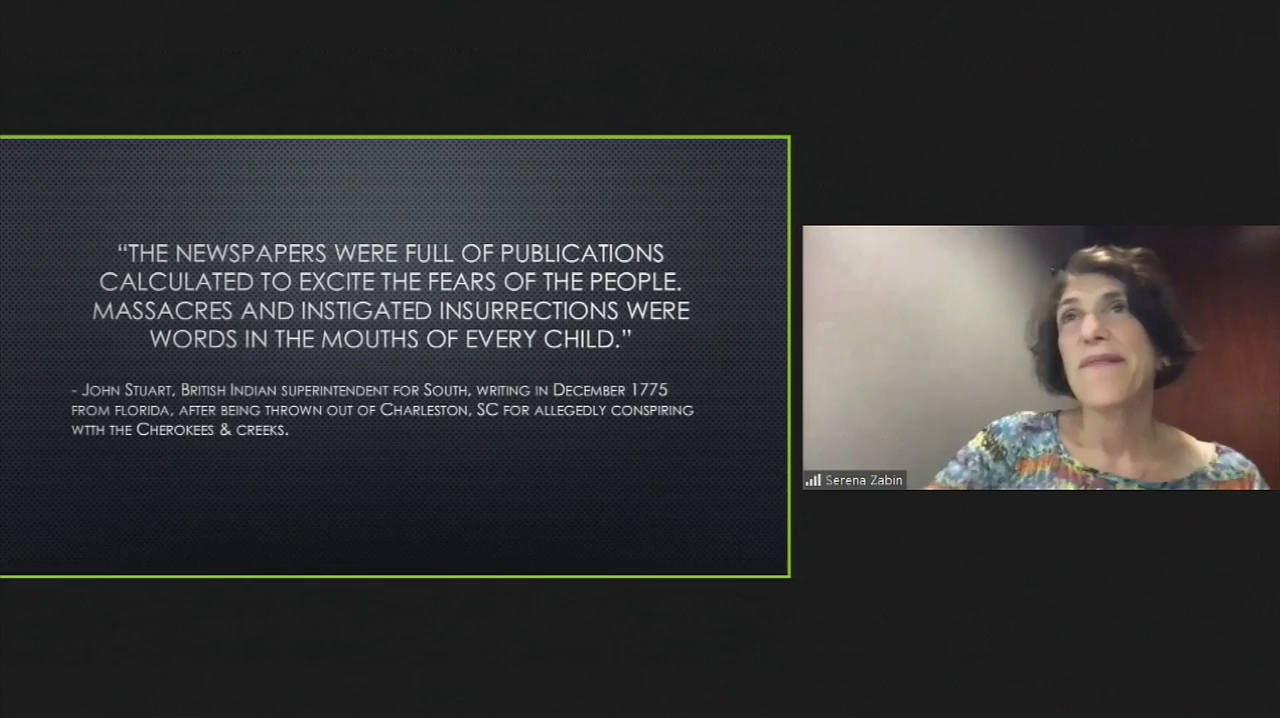 “THE NEWSPAPERS WERE FULL OF PUBLICATIONS
CALCULATED TO EXCITE THE FEARS OF THE PEOPLE.
MASSACRES AND INSTIGATED INSURRECTIONS WERE
WORDS IN THE MOUTHS OF EVERY CHILD.”
- JOHN STUART, BRITISH INDIAN SUPERINTENDENT FOR SOUTH, WRITING IN DECEMBER 1775
FROM FLORIDA, AFTER BEING THROWN OUT OF CHARLESTON, SC FOR ALLEGEDLY CONSPIRING
WTTH THE CHEROKEES & CREEKS.
Serena Zabin